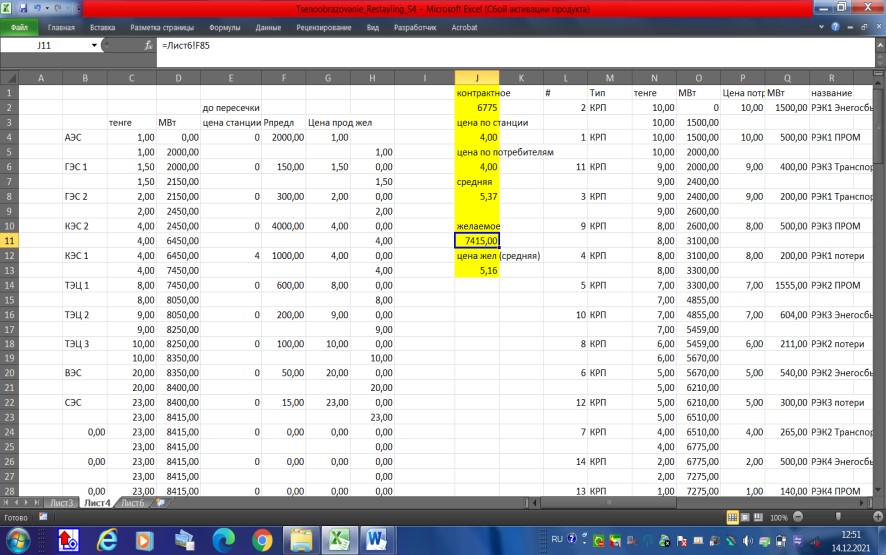 Tsenoobrazovanie_Restayling_S4 - Microsoft Excel (Сбой активации продукта)
Файл Главная Вставка Разметка страницы Формулы Данные Рецензирование Вид Разработчик Acrobat
J11 fx =Лист6!F85
A B C D E F G H I J K L M N O P Q R
1 контрактное # Тип тенге МВт Цена потр МВт название
2 до пересечки 6775 2 КРП 10,00 0 10,00 1500,00 РЭК1 Энегосбы
3 тенге МВт цена станции Рпредл Цена прод жел цена по станции 10,00 1500,00
4 АЭС 1,00 0,00 0 2000,00 1,00 4,00 1 КРП 10,00 1500,00 10,00 500,00 РЭК1 ПРОМ
5 1,00 2000,00 1,00 цена по потребителям 10,00 2000,00
6 ГЭС 1 1,50 2000,00 0 150,00 1,50 0,00 4,00 11 КРП 9,00 2000,00 9,00 400,00 РЭК3 Транспор
7 1,50 2150,00 1,50 средняя 9,00 2400,00
8 ГЭС 2 2,00 2150,00 0 300,00 2,00 0,00 5,37 3 КРП 9,00 2400,00 9,00 200,00 РЭК1 Транспор
9 2,00 2450,00 2,00 9,00 2600,00
10 КЭС 2 4,00 2450,00 0 4000,00 4,00 0,00 желаемое 9 КРП 8,00 2600,00 8,00 500,00 РЭК3 ПРОМ
11 4,00 6450,00 4,00 7415,00 8,00 3100,00
12 КЭС 1 4,00 6450,00 4 1000,00 4,00 0,00 цена жел (средняя) 4 КРП 8,00 3100,00 8,00 200,00 РЭК1 потери
13 4,00 7450,00 4,00 5,16 8,00 3300,00
14 ТЭЦ 1 8,00 7450,00 0 600,00 8,00 0,00 5 КРП 7,00 3300,00 7,00 1555,00 РЭК2 ПРОМ
15 8,00 8050,00 8,00 7,00 4855,00
16 ТЭЦ 2 9,00 8050,00 0 200,00 9,00 0,00 10 КРП 7,00 4855,00 7,00 604,00 РЭК3 Энегосбы
17 9,00 8250,00 9,00 7,00 5459,00
18 ТЭЦ 3 10,00 8250,00 0 100,00 10,00 0,00 8 КРП 6,00 5459,00 6,00 211,00 РЭК2 потери
19 10,00 8350,00 10,00 6,00 5670,00
20 ВЭС 20,00 8350,00 0 50,00 20,00 0,00 6 КРП 5,00 5670,00 5,00 540,00 РЭК2 Энегосбы
21 20,00 8400,00 20,00 5,00 6210,00
22 СЭС 23,00 8400,00 0 15,00 23,00 0,00 12 КРП 5,00 6210,00 5,00 300,00 РЭК3 потери
23 23,00 8415,00 23,00 5,00 6510,00
24 0,00 23,00 8415,00 0 0,00 0,00 0,00 7 КРП 4,00 6510,00 4,00 265,00 РЭК2 Транспор
25 23,00 8415,00 0,00 4,00 6775,00
26 0,00 23,00 8415,00 0 0,00 0,00 0,00 14 КРП 2,00 6775,00 2,00 500,00 РЭК4 Энегосбы
27 23,00 8415,00 0,00 2,00 7275,00
28 0,00 23,00 8415,00 0 0,00 0,00 0,00 13 КРП 1,00 7275,00 1,00 140,00 РЭК4 ПРОМ
Лист3 Лист4 Лист6
Готово 100%
RU 12:51
14.12.2021